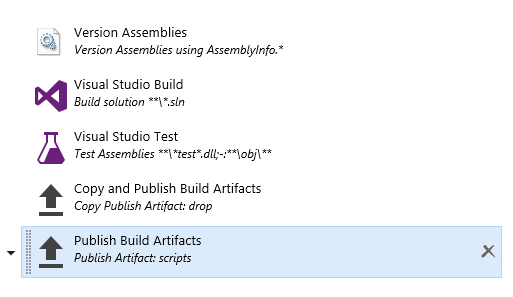 Version Assemblies
Version Assemblies using AssemblyInfo.*
Visual Studio Build
Build solution **\*.sln
Visual Studio Test
Test Assemblies **\*test*.dll;-:**\obj\**
Copy and Publish Build Artifacts
Copy Publish Artifact: drop
Publish Build Artifacts
Publish Artifact: scripts